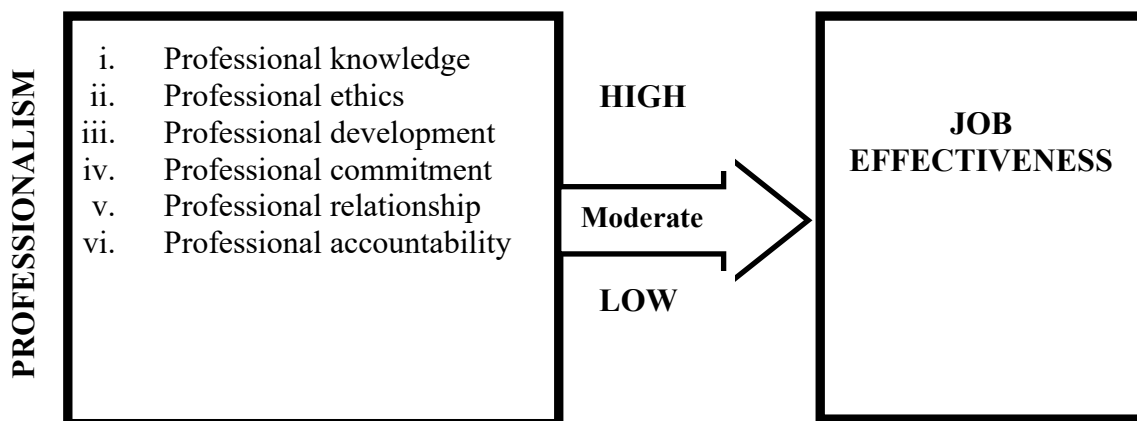 PROFESSIONALISM
i. Professional knowledge
ii. Professional ethics
iii. Professional development
iv. Professional commitment
v. Professional relationship
vi. Professional accountability
HIGH
Moderate
LOW
JOB
EFFECTIVENESS